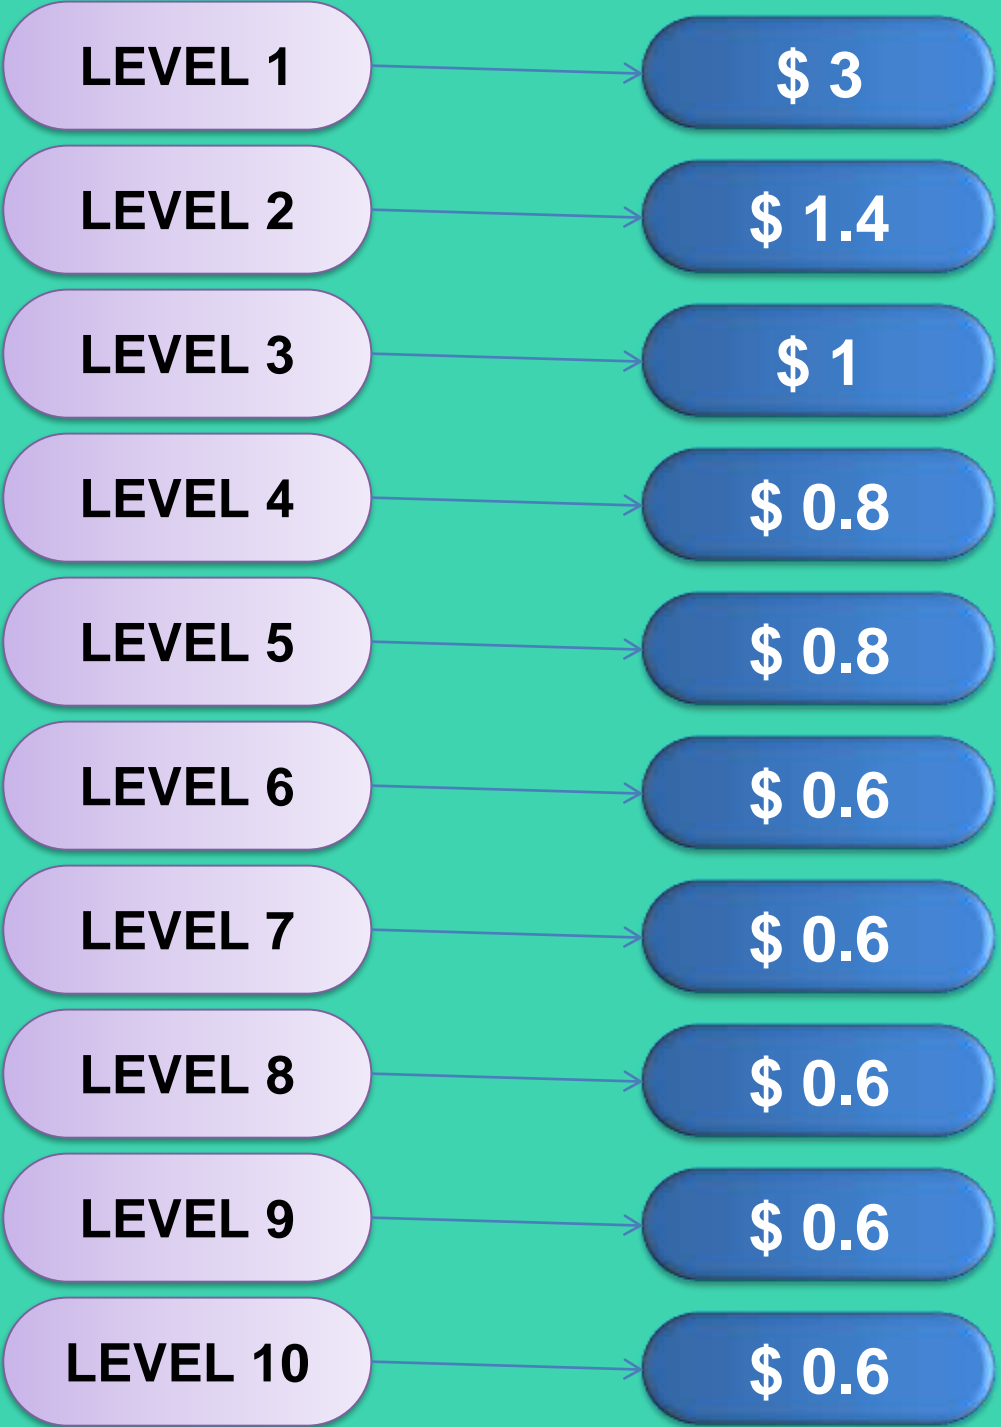 LEVEL 1 $ 3
LEVEL 2 $ 1.4
LEVEL 3 $ 1
LEVEL 4 $ 0.8
LEVEL 5 $ 0.8
LEVEL 6 $ 0.6
LEVEL 7 $ 0.6
LEVEL 8 $ 0.6
LEVEL 9 $ 0.6
LEVEL 10 $ 0.6